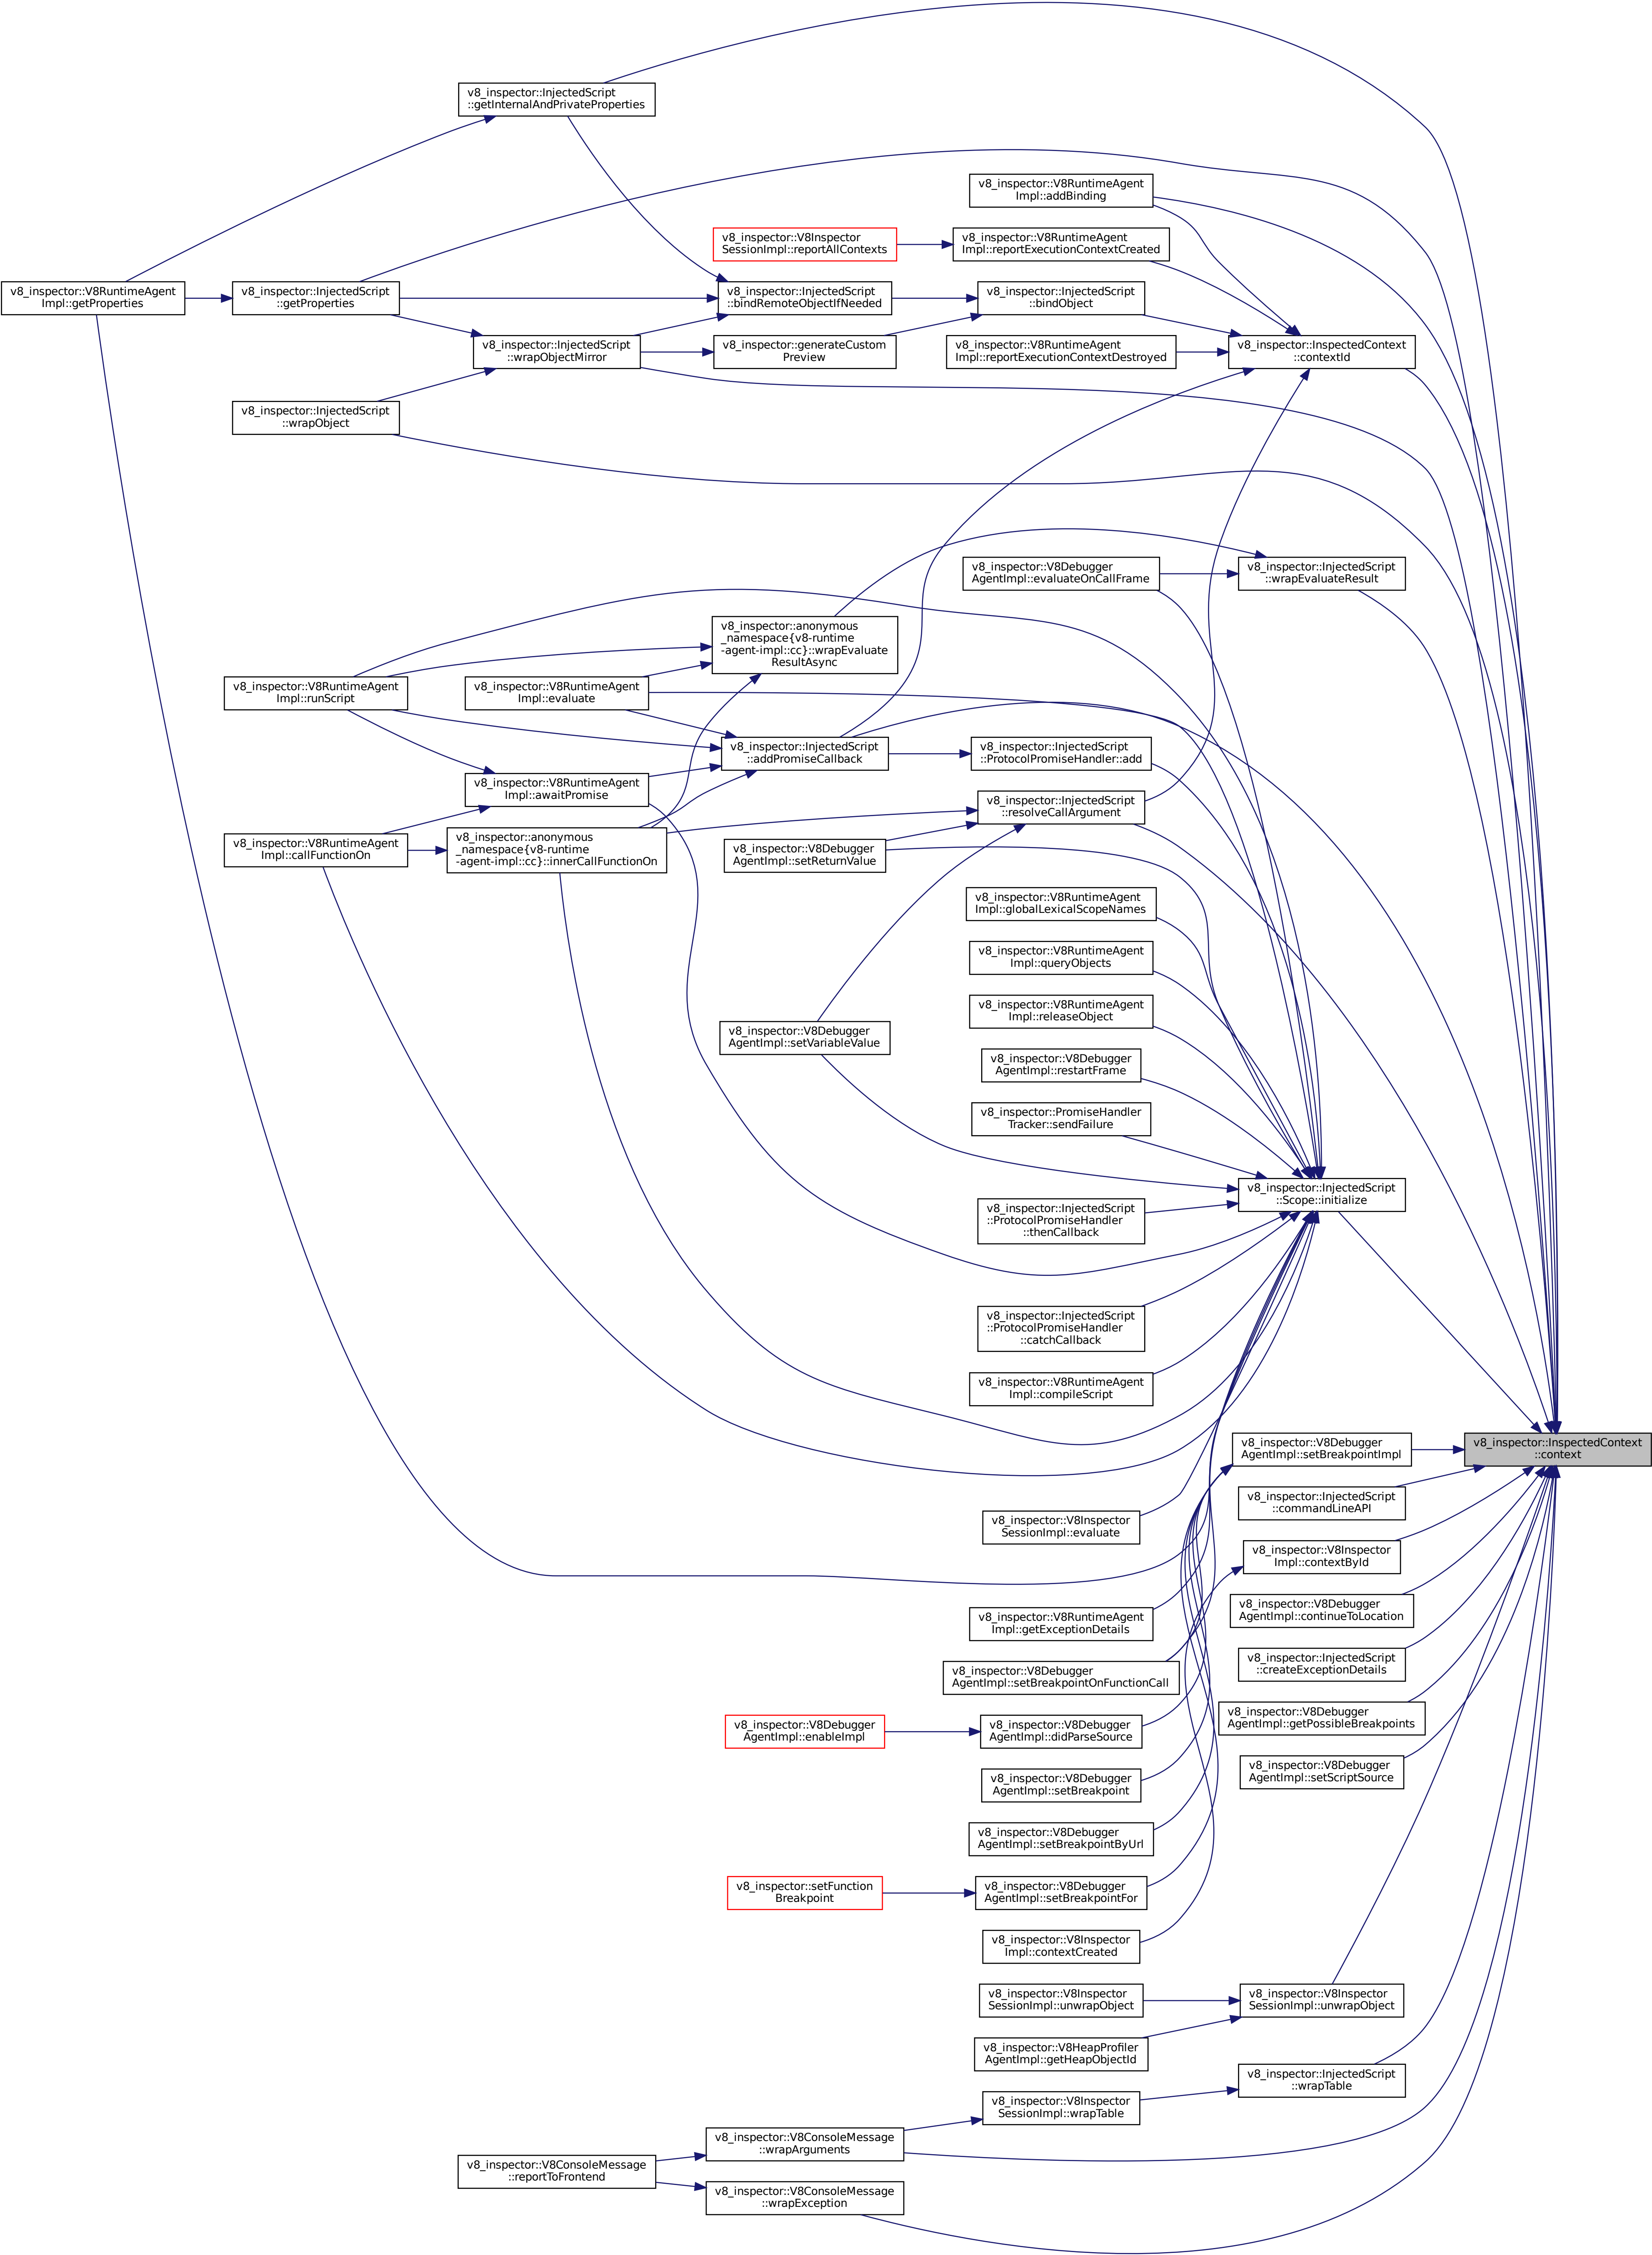 v8_inspector::InjectedScript
::getInternalAndPrivateProperties
v8_inspector::V8RuntimeAgent
Impl::addBinding
v8_inspector::V8Inspector
SessionImpl::reportAllContexts
v8_inspector::V8RuntimeAgent
Impl::reportExecutionContextCreated
v8_inspector::V8RuntimeAgent
Impl::getProperties
v8_inspector::InjectedScript
::getProperties
v8_inspector::InjectedScript
::bindRemoteObjectIfNeeded
v8_inspector::InjectedScript
::bindObject
v8_inspector::InjectedScript
::wrapObjectMirror
v8_inspector::generateCustom
Preview
v8_inspector::V8RuntimeAgent
Impl::reportExecutionContextDestroyed
v8_inspector::InspectedContext
::contextId
v8_inspector::InjectedScript
::wrapObject
v8_inspector::V8Debugger
AgentImpl::evaluateOnCallFrame
v8_inspector::InjectedScript
::wrapEvaluateResult
v8_inspector::anonymous
_namespace{v8-runtime
-agent-impl::cc}::wrapEvaluate
ResultAsync
v8_inspector::V8RuntimeAgent
Impl::runScript
v8_inspector::V8RuntimeAgent
Impl::evaluate
v8_inspector::InjectedScript
::addPromiseCallback
v8_inspector::InjectedScript
::ProtocolPromiseHandler::add
v8_inspector::V8RuntimeAgent
Impl::awaitPromise
v8_inspector::InjectedScript
::resolveCallArgument
v8_inspector::V8RuntimeAgent
Impl::callFunctionOn
v8_inspector::anonymous
_namespace{v8-runtime
-agent-impl::cc}::innerCallFunctionOn
v8_inspector::V8Debugger
AgentImpl::setReturnValue
v8_inspector::V8RuntimeAgent
Impl::globalLexicalScopeNames
v8_inspector::V8RuntimeAgent
Impl::queryObjects
v8_inspector::V8RuntimeAgent
Impl::releaseObject
v8_inspector::V8Debugger
AgentImpl::setVariableValue
v8_inspector::V8Debugger
AgentImpl::restartFrame
v8_inspector::PromiseHandler
Tracker::sendFailure
v8_inspector::InjectedScript
::Scope::initialize
v8_inspector::InjectedScript
::ProtocolPromiseHandler
::thenCallback
v8_inspector::InjectedScript
::ProtocolPromiseHandler
::catchCallback
v8_inspector::V8RuntimeAgent
Impl::compileScript
v8_inspector::V8Debugger
AgentImpl::setBreakpointImpl
v8_inspector::InspectedContext
::context
v8_inspector::InjectedScript
::commandLineAPI
v8_inspector::V8Inspector
SessionImpl::evaluate
v8_inspector::V8Inspector
Impl::contextById
v8_inspector::V8RuntimeAgent
Impl::getExceptionDetails
v8_inspector::V8Debugger
AgentImpl::continueToLocation
v8_inspector::V8Debugger
AgentImpl::setBreakpointOnFunctionCall
v8_inspector::InjectedScript
::createExceptionDetails
v8_inspector::V8Debugger
AgentImpl::enableImpl
v8_inspector::V8Debugger
AgentImpl::didParseSource
v8_inspector::V8Debugger
AgentImpl::getPossibleBreakpoints
v8_inspector::V8Debugger
AgentImpl::setBreakpoint
v8_inspector::V8Debugger
AgentImpl::setScriptSource
v8_inspector::V8Debugger
AgentImpl::setBreakpointByUrl
v8_inspector::setFunction
Breakpoint
v8_inspector::V8Debugger
AgentImpl::setBreakpointFor
v8_inspector::V8Inspector
Impl::contextCreated
v8_inspector::V8Inspector
SessionImpl::unwrapObject
v8_inspector::V8Inspector
SessionImpl::unwrapObject
v8_inspector::V8HeapProfiler
AgentImpl::getHeapObjectId
v8_inspector::InjectedScript
::wrapTable
v8_inspector::V8Inspector
SessionImpl::wrapTable
v8_inspector::V8ConsoleMessage
::wrapArguments
v8_inspector::V8ConsoleMessage
::reportToFrontend
v8_inspector::V8ConsoleMessage
::wrapException